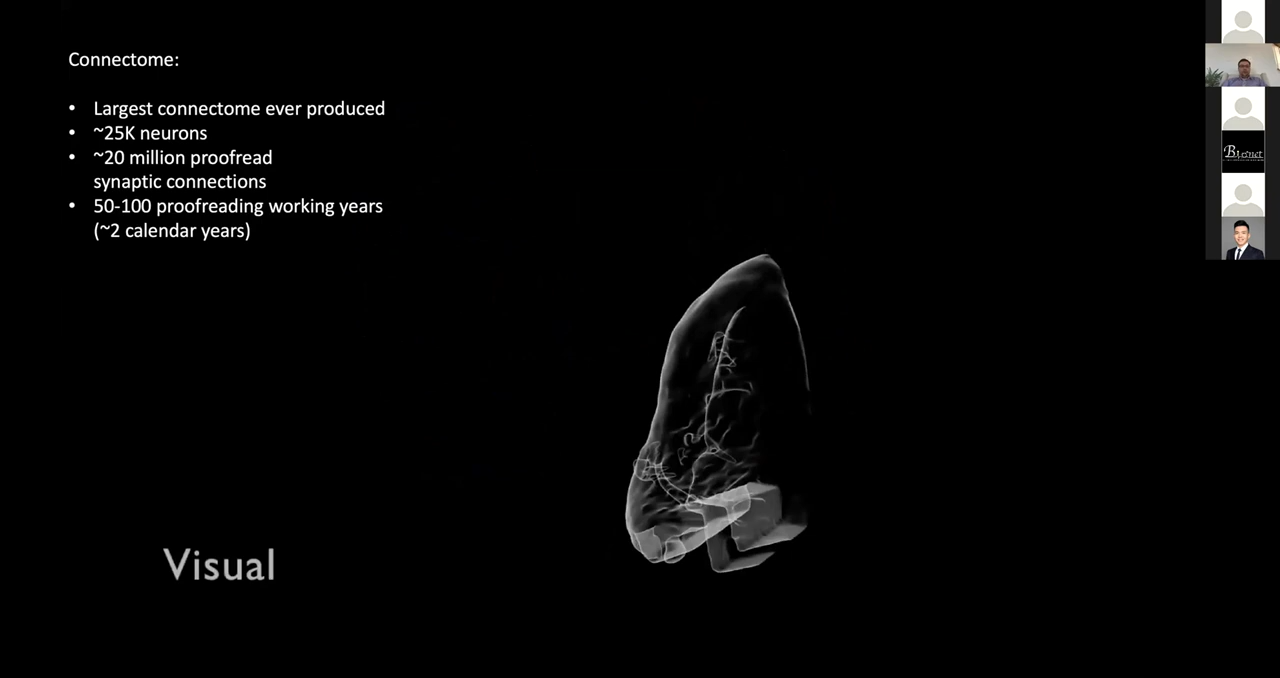 Connectome:
• Largest connectome ever produced
• ~25K neurons
• ~20 million proofread
synaptic connections
• 50-100 proofreading working years
(~2 calendar years)
Visual